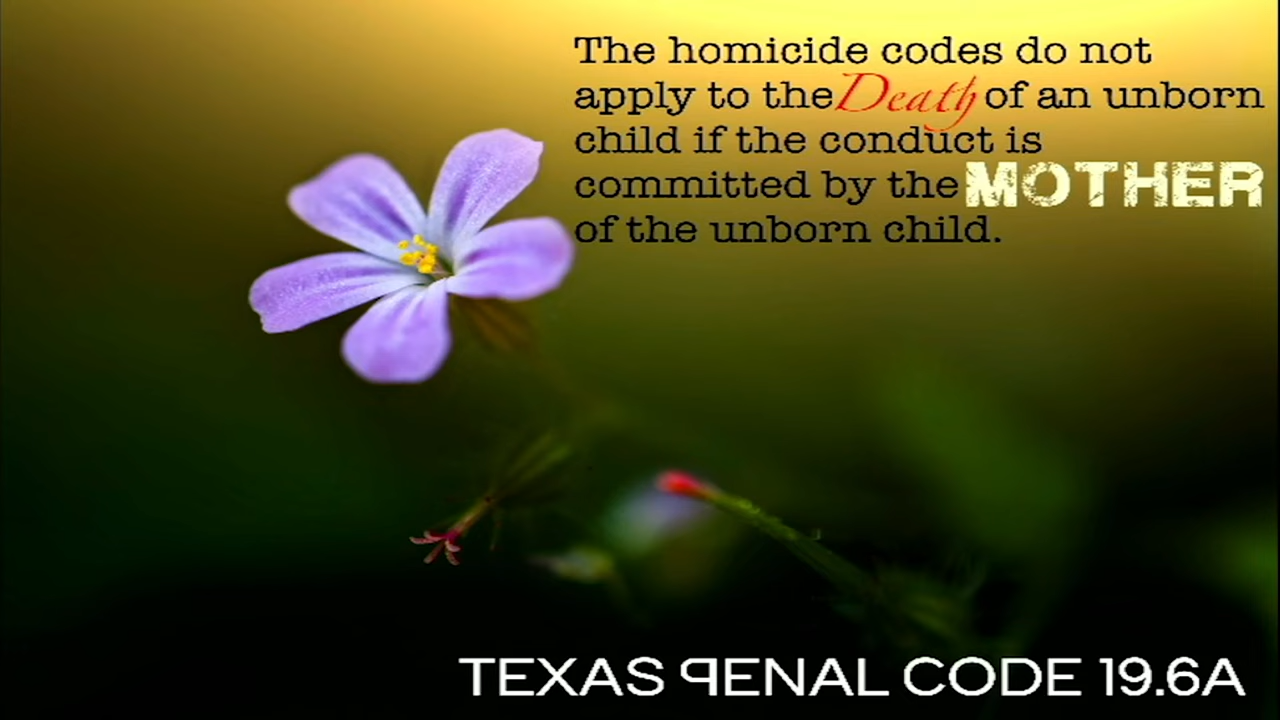 The homicide codes do not
apply to the Death of an unborn
child if the conduct is
committed by the MOTHER
of the unborn child.
TEXAS PENAL CODE 19.6A